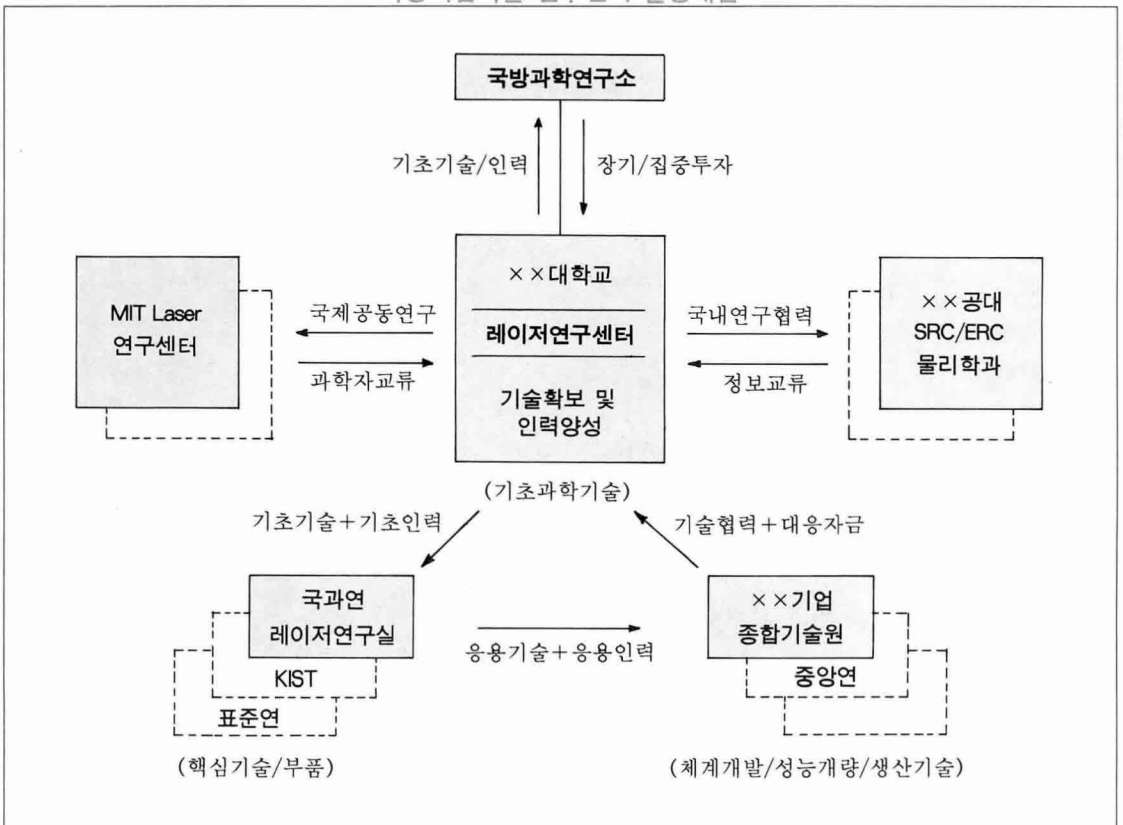 국방과학연구소
기초기술/인력
장기/집중투자
××대학교
레이저연구센터
기술확보 및
인력양성
(기초과학기술)
MIT Laser
연구센터
국제공동연구
과학자교류
국내연구협력
정보교류
××공대
SRC/ERC
물리학과
기초기술+기초인력
기술협력+대응자금
국과연
레이저연구실
KIST
표준연
(핵심기술/부품)
응용기술+응용인력
××기업
종합기술원
중앙연
(체계개발/성능개량/생산기술)